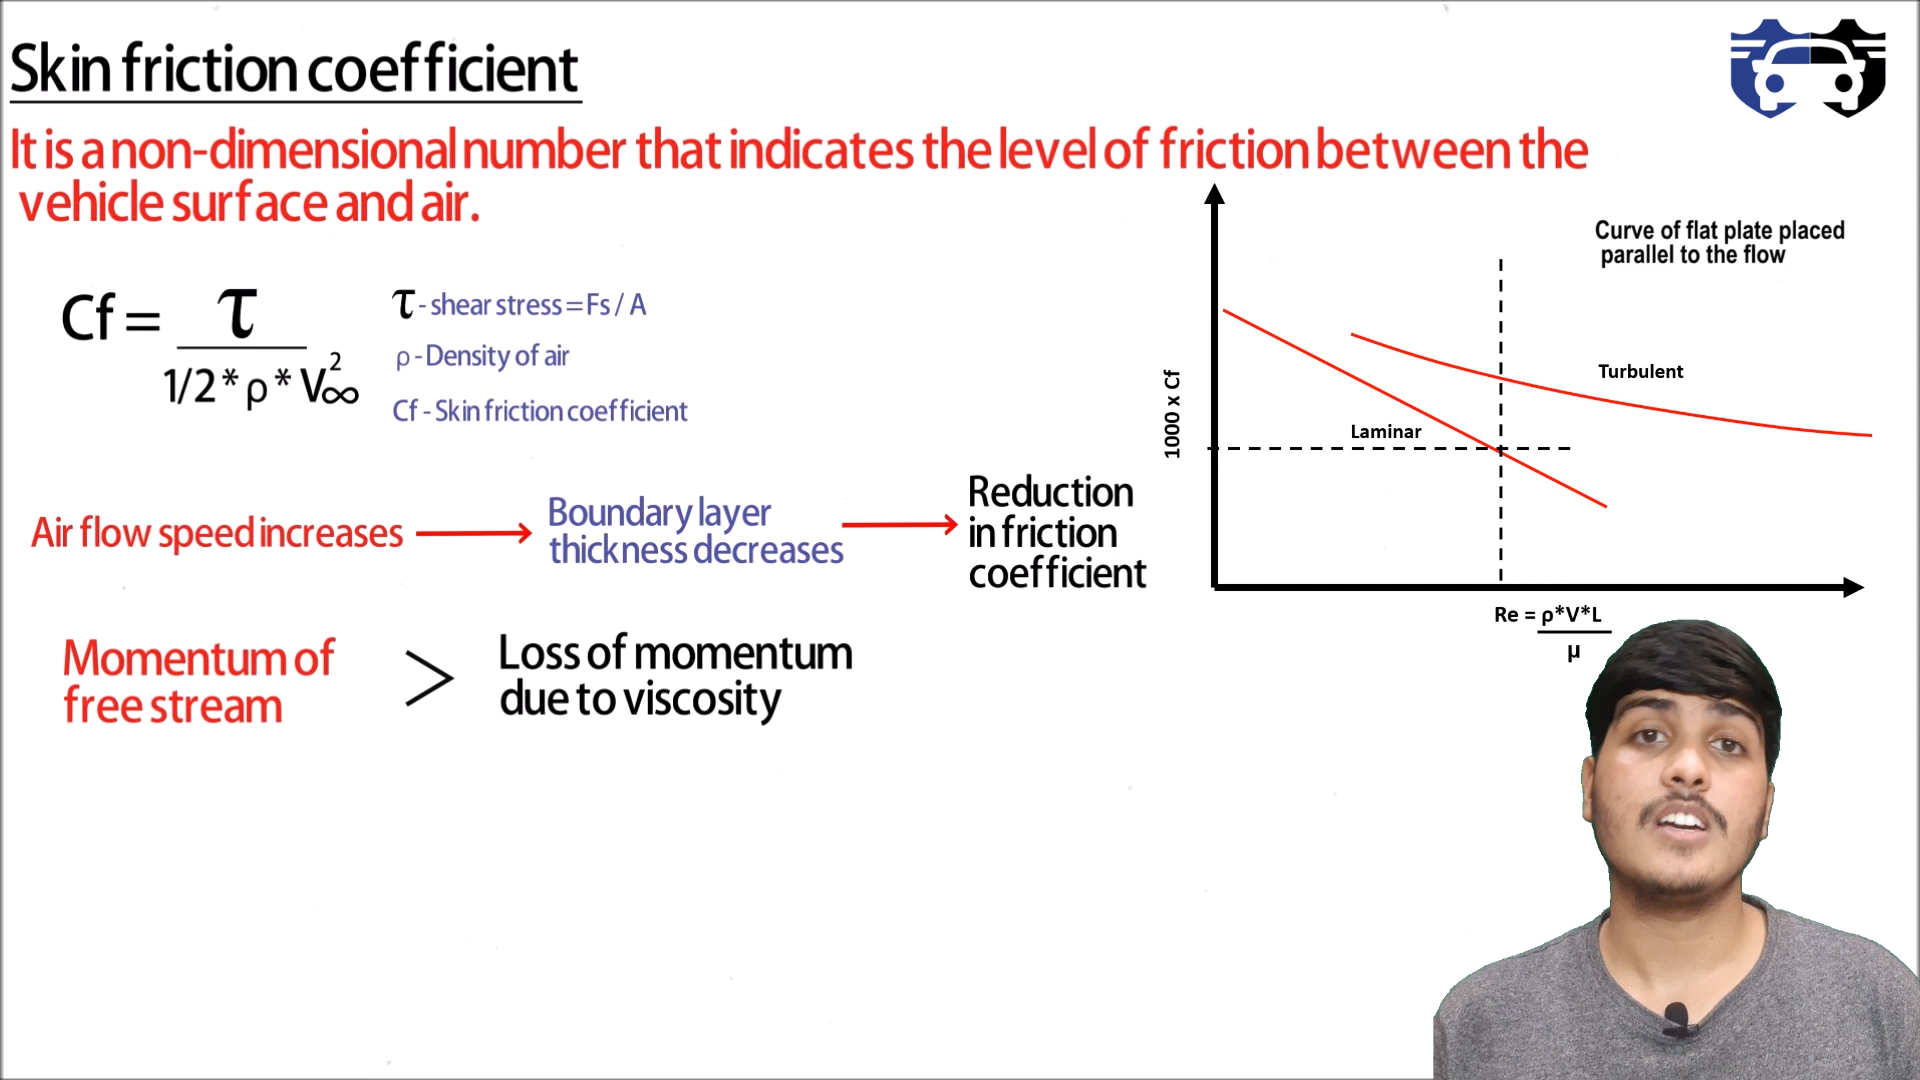 Skin friction coefficient
It is a non-dimensional number that indicates the level of friction between the
vehicle surface and air.
Curve of flat plate placed
parallel to the flow
Cf = τ
1/2 * ρ * V∞²
τ - shear stress = Fs / A
ρ - Density of air
Cf - Skin friction coefficient
1000 x Cf
Turbulent
Laminar
Air flow speed increases
Boundary layer
thickness decreases
Reduction
in friction
coefficient
Re = ρ*V*L
μ
Momentum of
free stream
>
Loss of momentum
due to viscosity